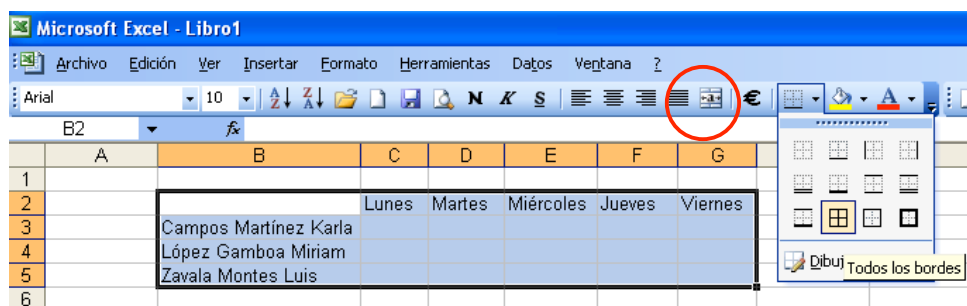 Microsoft Excel - Libro1
Archivo Edición Ver Insertar Formato Herramientas Datos Ventana ?
Arial 10 A Z Z A N K S a € A
B2 fx
A B C D E F G
1
2 Lunes Martes Miércoles Jueves Viernes
3 Campos Martínez Karla
4 López Gamboa Miriam
5 Zavala Montes Luis
6
Dibuj
Todos los bordes